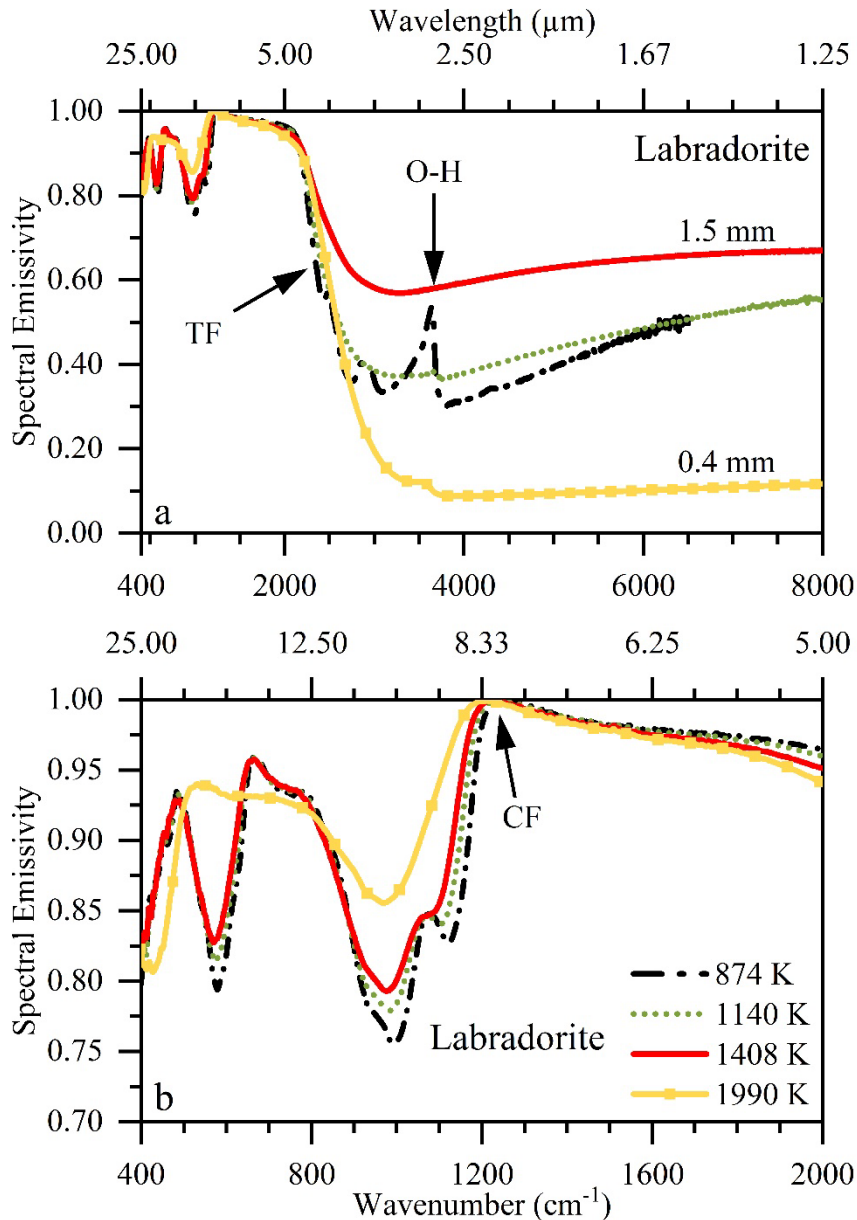 Wavelength (µm)
25.00 5.00 2.50 1.67 1.25
1.00
Labradorite
O-H
0.80
1.5 mm
0.60
TF
Spectral Emissivity
0.40
0.20
0.4 mm
a
0.00
400 2000 4000 6000 8000
25.00 12.50 8.33 6.25 5.00
1.00
0.95
CF
0.90
Spectral Emissivity
0.85
0.80
874 K
1140 K
0.75
Labradorite
1408 K
1990 K
b
0.70
400 800 1200 1600 2000
Wavenumber (cm⁻¹)